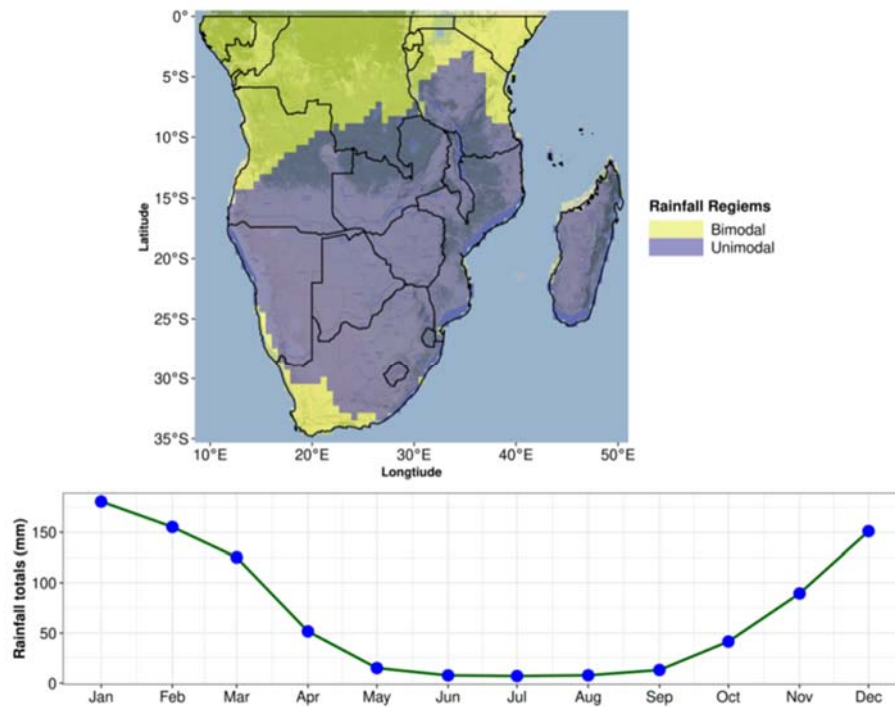 0°
5°S
10°S
15°S
20°S
25°S
30°S
35°S
Latitude
10°E 20°E 30°E 40°E 50°E
Longtiude
Rainfall Regiems
Bimodal
Unimodal
Rainfall totals (mm)
150
100
50
0
Jan Feb Mar Apr May Jun Jul Aug Sep Oct Nov Dec